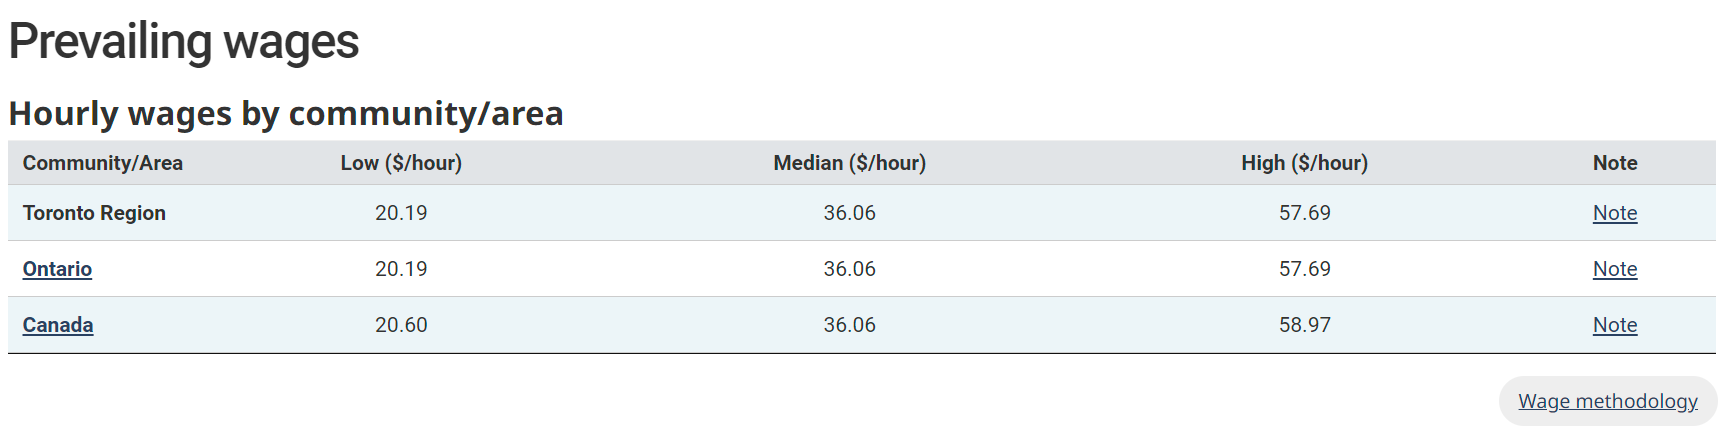 Prevailing wages
Hourly wages by community/area
Community/Area Low ($/hour) Median ($/hour) High ($/hour) Note
Toronto Region 20.19 36.06 57.69 Note
Ontario 20.19 36.06 57.69 Note
Canada 20.60 36.06 58.97 Note
Wage methodology